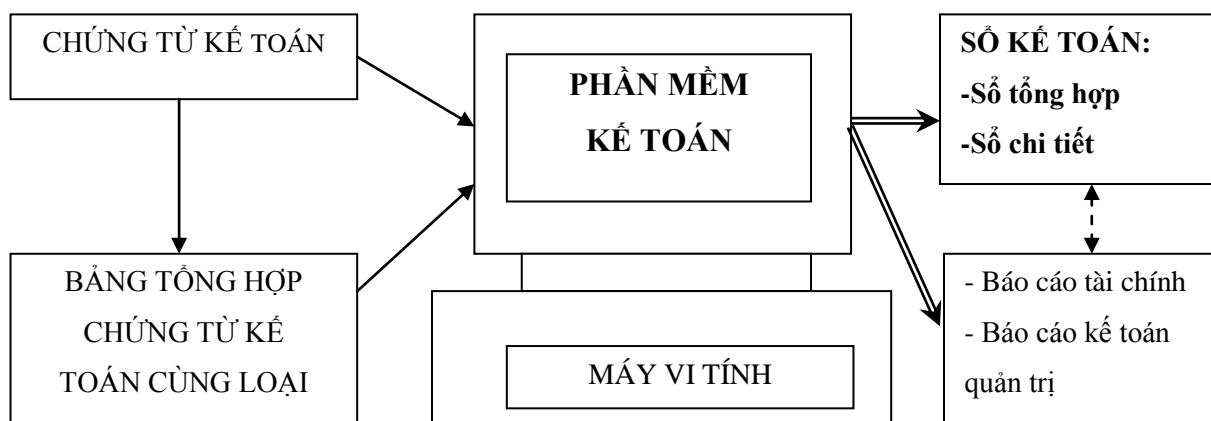 CHỨNG TỪ KẾ TOÁN
BẢNG TỔNG HỢP
CHỨNG TỪ KẾ
TOÁN CÙNG LOẠI
PHẦN MỀM
KẾ TOÁN
MÁY VI TÍNH
SỔ KẾ TOÁN:
-Sổ tổng hợp
-Sổ chi tiết
- Báo cáo tài chính
- Báo cáo kế toán
quản trị